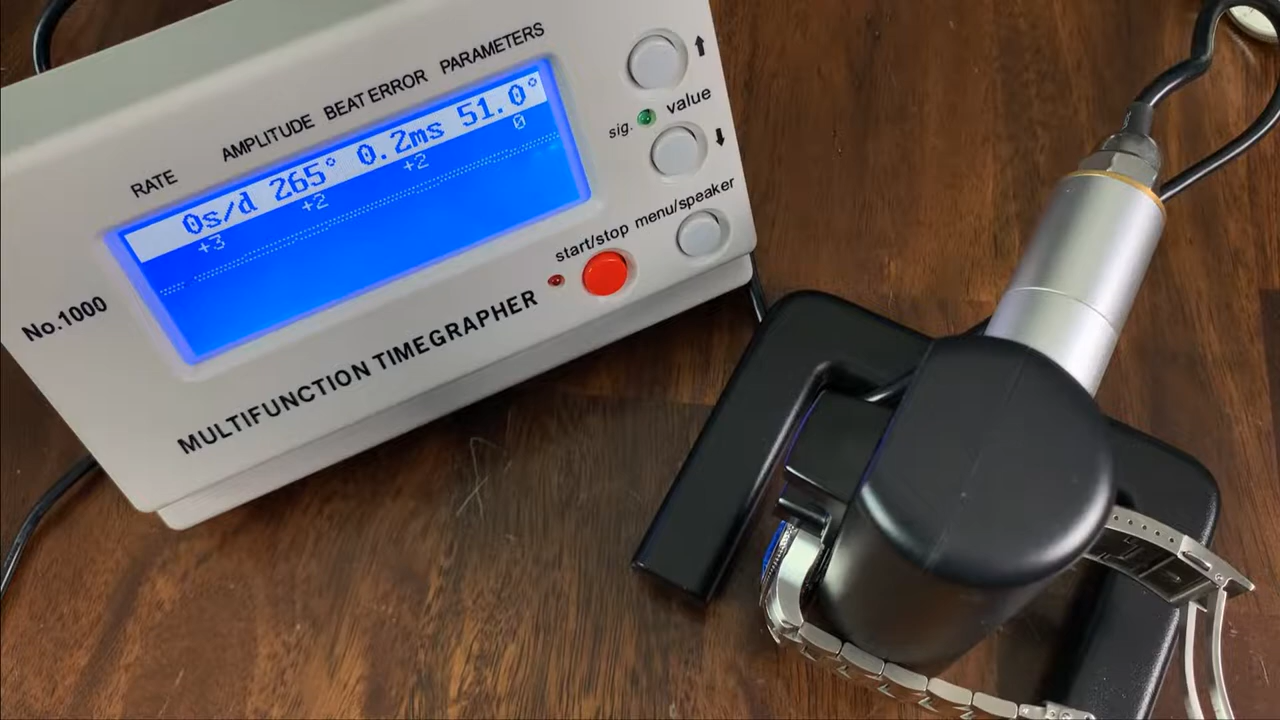 RATE AMPLITUDE BEAT ERROR PARAMETERS
0s/d 265° 0.2ms 51.0°
+3 +2 +2 0
sig. value
menu/speaker
start/stop
No.1000
MULTIFUNCTION TIMEGRAPHER